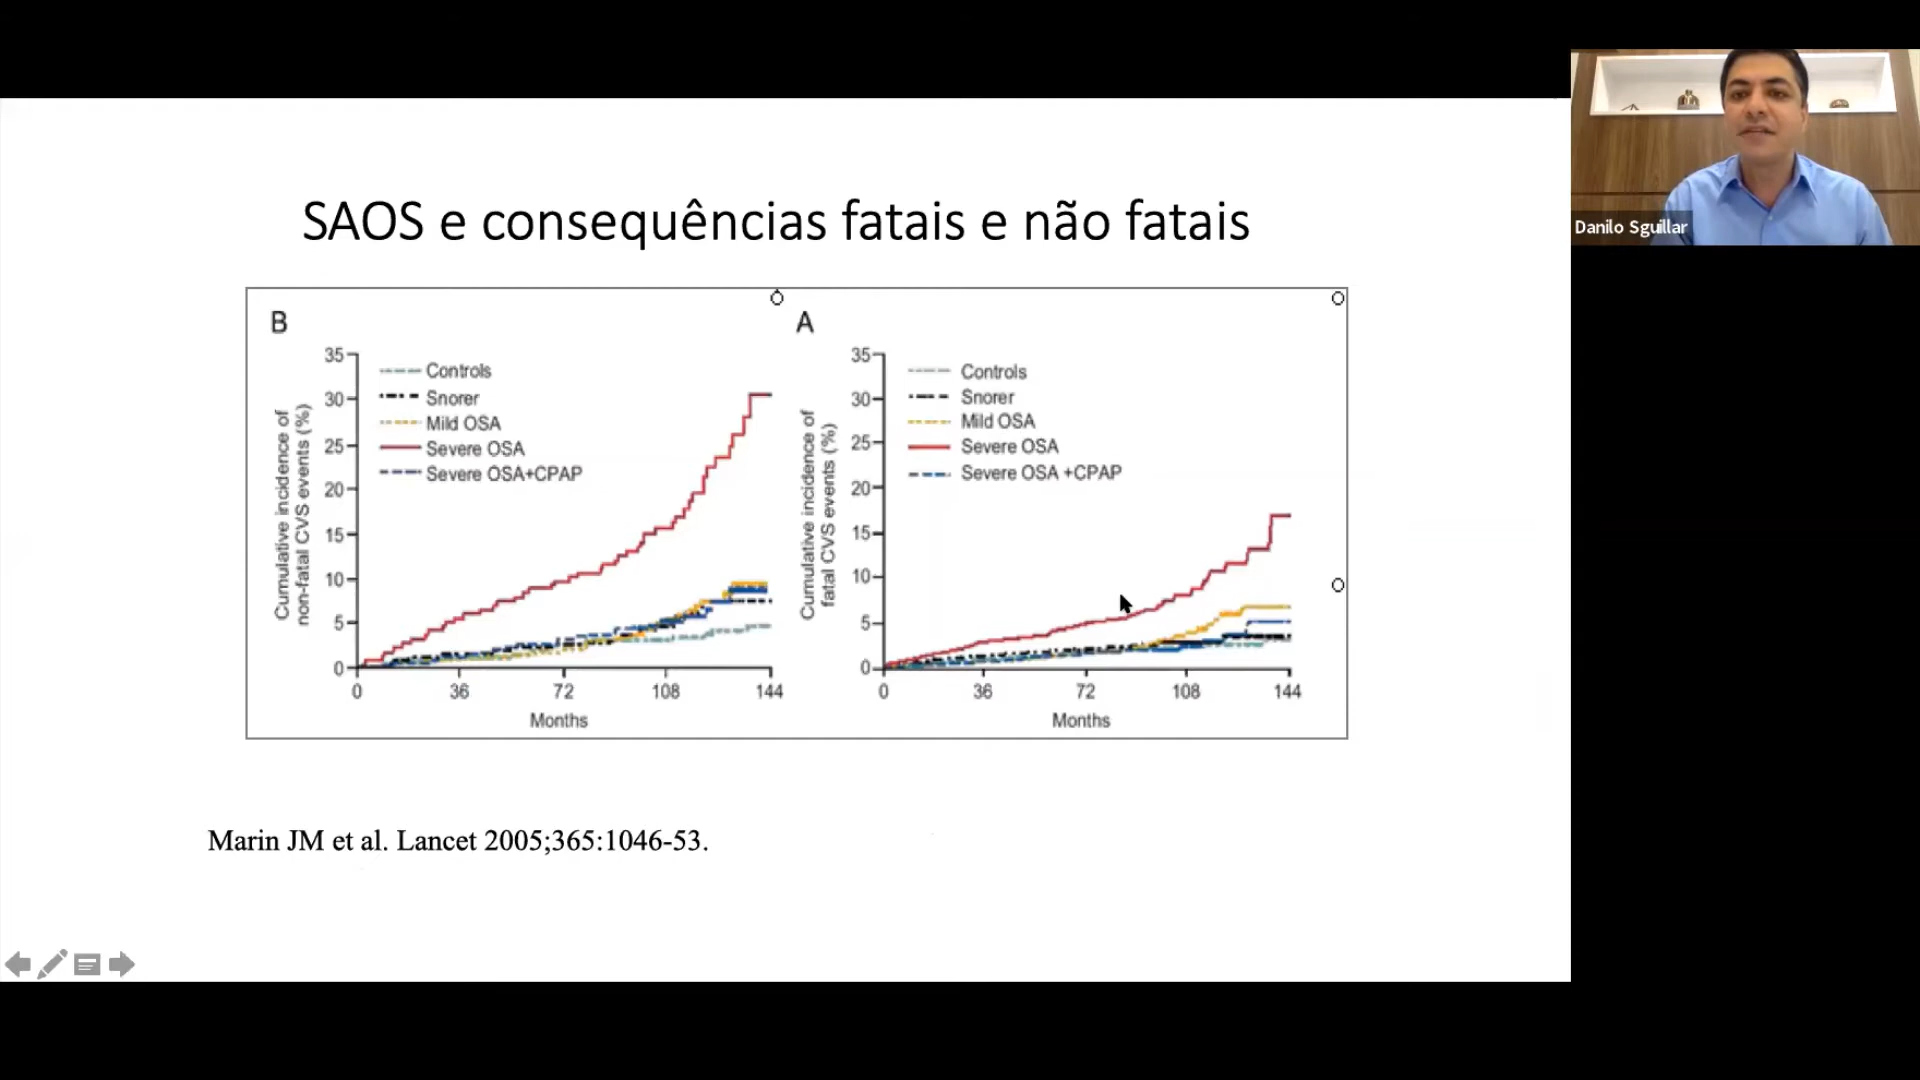 SAOS e consequências fatais e não fatais
B
Cumulative incidence of
non-fatal CVS events (%)
35
30
25
20
15
10
5
0
Controls
Snorer
Mild OSA
Severe OSA
Severe OSA+CPAP
0 36 72 108 144
Months
A
Cumulative incidence of
fatal CVS events (%)
35
30
25
20
15
10
5
0
Controls
Snorer
Mild OSA
Severe OSA
Severe OSA +CPAP
0 36 72 108 144
Months
Marin JM et al. Lancet 2005;365:1046-53.
Danilo Sguillar